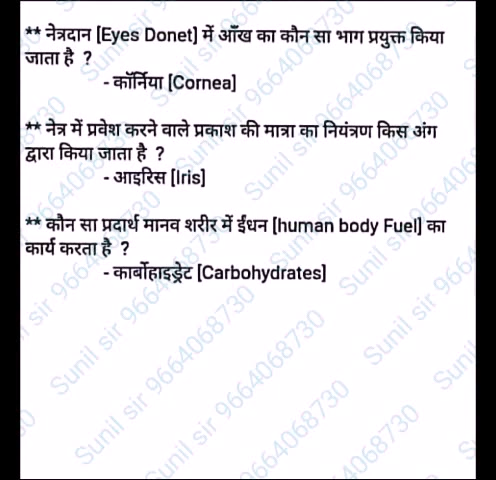 ** नेत्रदान [Eyes Donet] में आँख का कौन सा भाग प्रयुक्त किया
जाता है ?
- कॉर्निया [Cornea]
** नेत्र में प्रवेश करने वाले प्रकाश की मात्रा का नियंत्रण किस अंग
द्वारा किया जाता है ?
- आइरिस [Iris]
** कौन सा प्रदार्थ मानव शरीर में ईंधन [human body Fuel] का
कार्य करता है ?
- कार्बोहाइड्रेट [Carbohydrates]
Sunil sir 9664068730